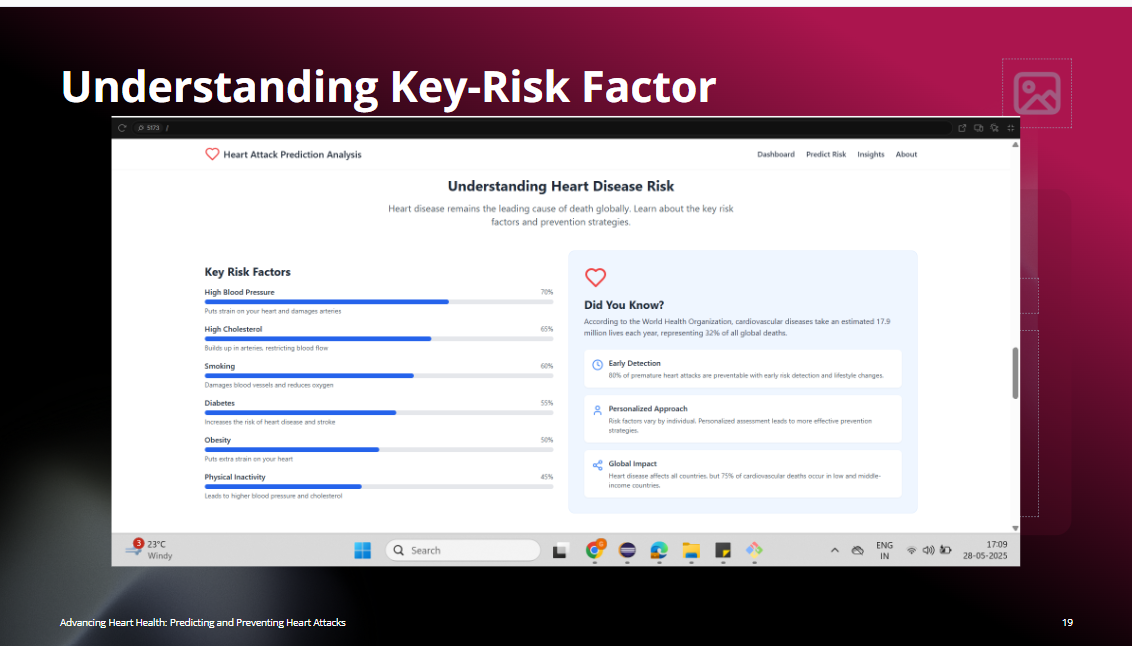 Understanding Key-Risk Factor
5173 /
Heart Attack Prediction Analysis
Dashboard Predict Risk Insights About
Understanding Heart Disease Risk
Heart disease remains the leading cause of death globally. Learn about the key risk
factors and prevention strategies.
Key Risk Factors
High Blood Pressure 70%
Puts strain on your heart and damages arteries
High Cholesterol 65%
Builds up in arteries, restricting blood flow
Smoking 60%
Damages blood vessels and reduces oxygen
Diabetes 55%
Increases the risk of heart disease and stroke
Obesity 50%
Puts extra strain on your heart
Physical Inactivity 45%
Leads to higher blood pressure and cholesterol
Did You Know?
According to the World Health Organization, cardiovascular diseases take an estimated 17.9
million lives each year, representing 32% of all global deaths.
Early Detection
80% of premature heart attacks are preventable with early risk detection and lifestyle changes.
Personalized Approach
Risk factors vary by individual. Personalized assessment leads to more effective prevention
strategies.
Global Impact
Heart disease affects all countries, but 75% of cardiovascular deaths occur in low and middle-
income countries.
3
23°C
Windy
Search
ENG
IN
17:09
28-05-2025
Advancing Heart Health: Predicting and Preventing Heart Attacks
19